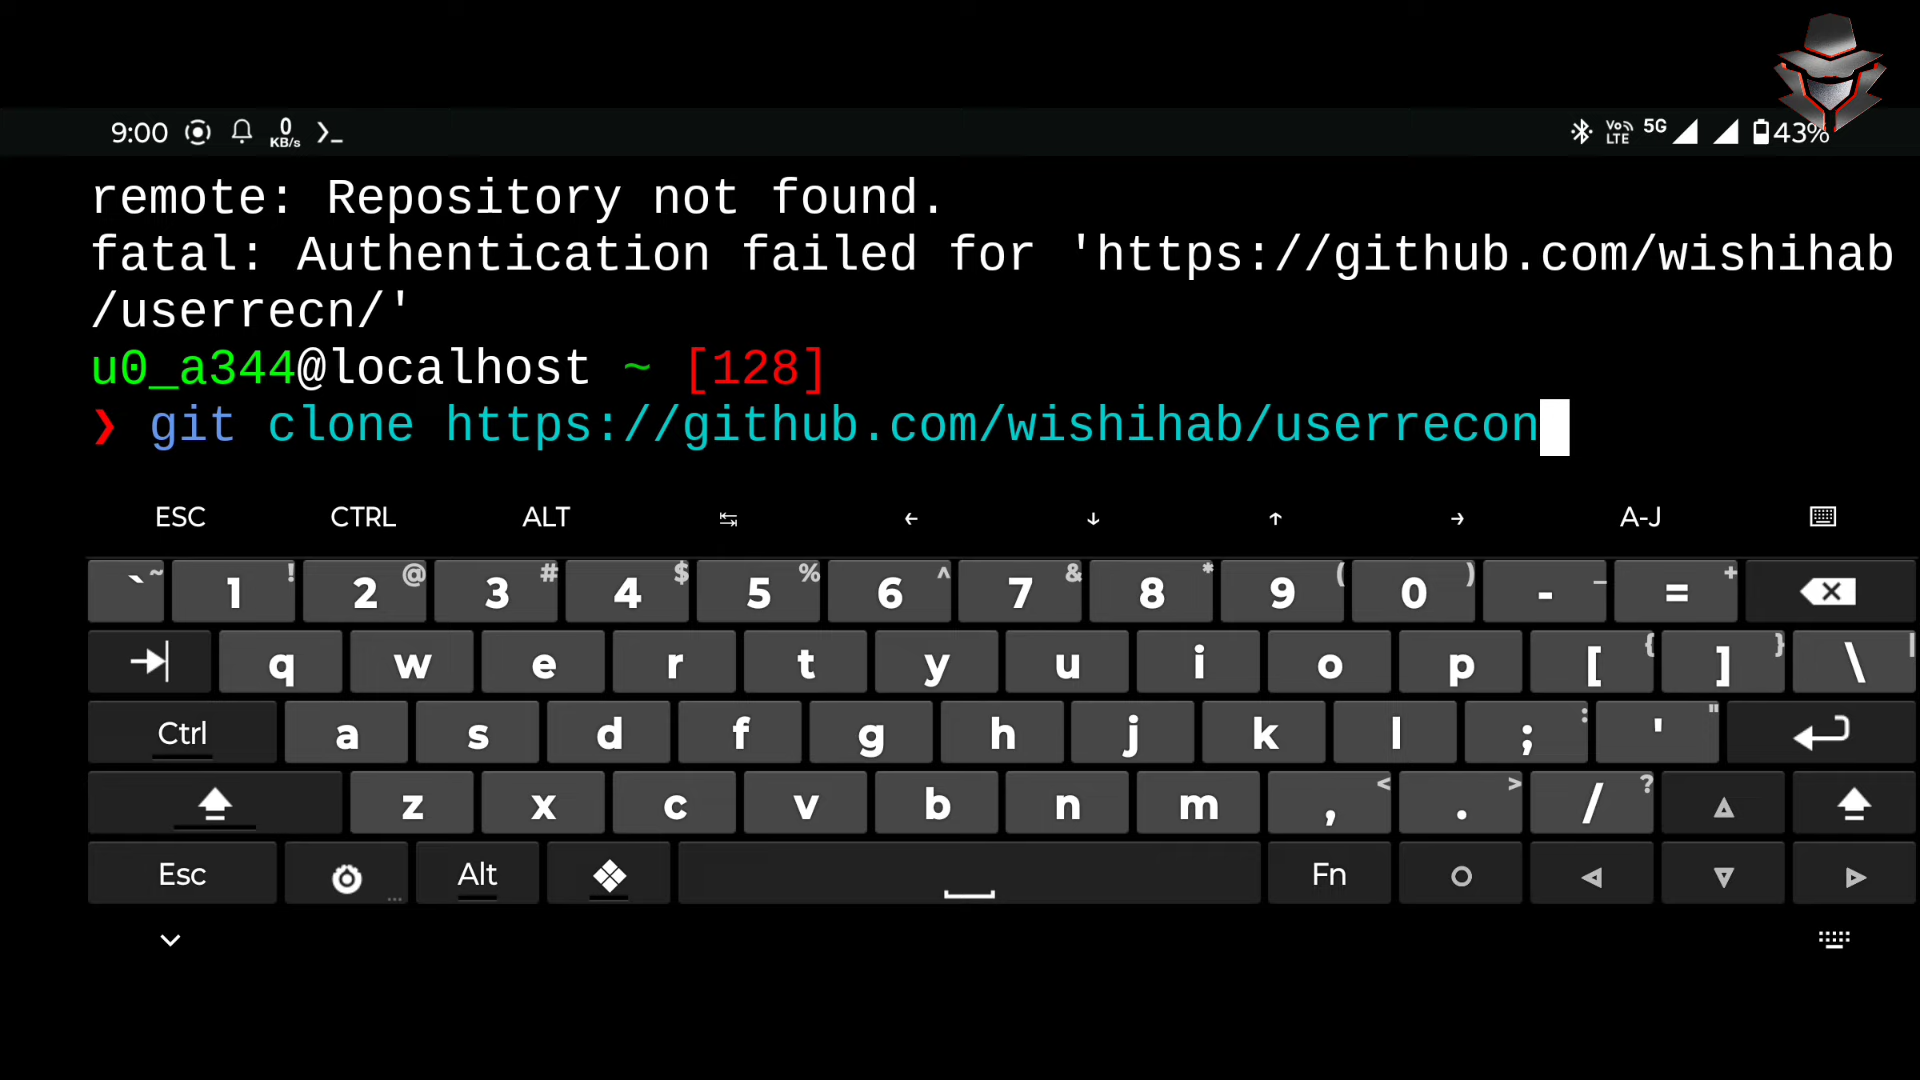 9:00 0 KB/s >_ Vo LTE 5G 43%
remote: Repository not found.
fatal: Authentication failed for 'https://github.com/wishihab
/userrecn/'
u0_a344@localhost ~ [128]
❯ git clone https://github.com/wishihab/userrecon
ESC CTRL ALT ↹ ← ↓ ↑ → A-J
` ~ 1 ! 2 @ 3 # 4 $ 5 % 6 ^ 7 & 8 * 9 ( 0 ) - _ = +
q w e r t y u i o p [ { ] } \ |
Ctrl a s d f g h j k l ; : ' "
z x c v b n m , < . > / ?
Esc ... Alt Fn